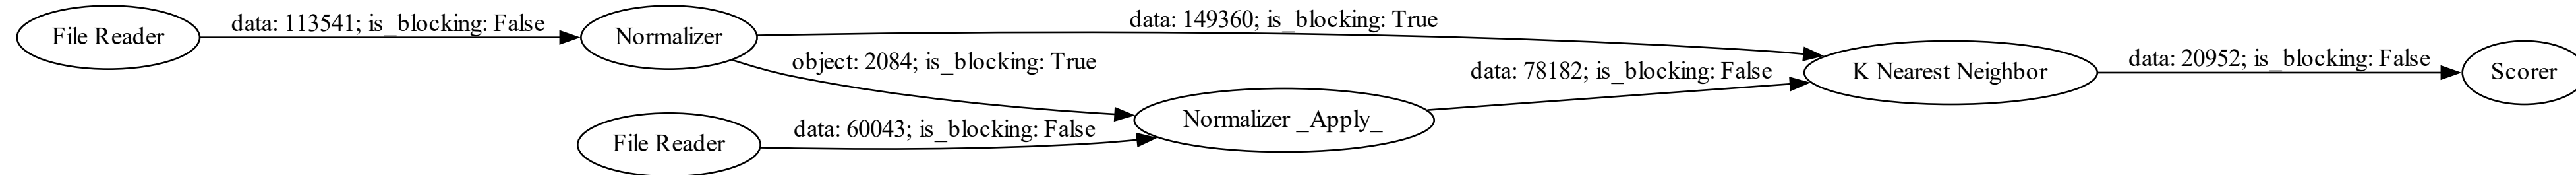 File Reader
data: 113541; is_blocking: False
Normalizer
data: 149360; is_blocking: True
object: 2084; is_blocking: True
File Reader
data: 60043; is_blocking: False
Normalizer _Apply_
data: 78182; is_blocking: False
K Nearest Neighbor
data: 20952; is_blocking: False
Scorer